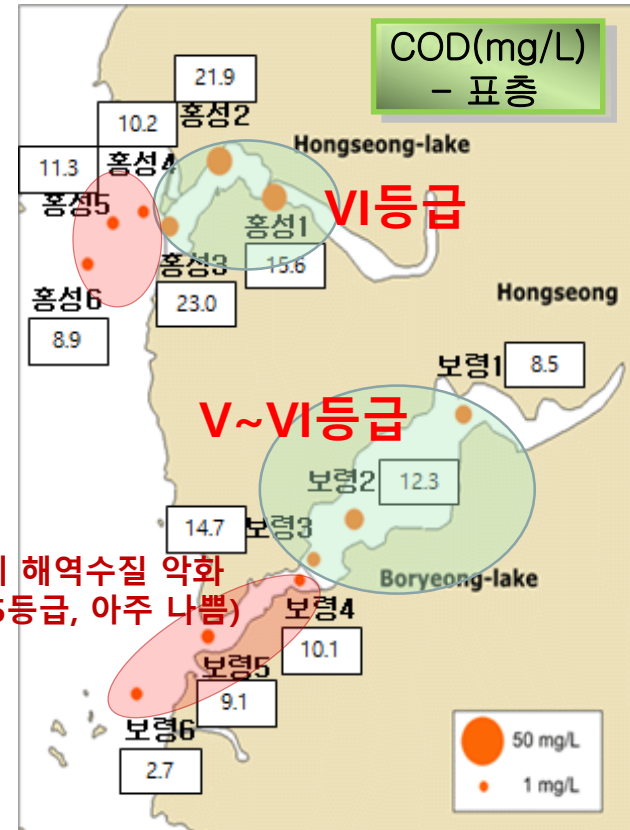 COD(mg/L)
- 표층
21.9
홍성2
10.2
Hongseong-lake
11.3
홍성4
VI등급
홍성5
홍성1
홍성3
15.6
홍성6
23.0
Hongseong
8.9
보령1
8.5
V~VI등급
보령2
12.3
14.7
보령3
해역수질 악화
등급, 아주 나쁨)
Boryeong-lake
보령4
10.1
보령5
9.1
보령6
2.7
50 mg/L
1 mg/L